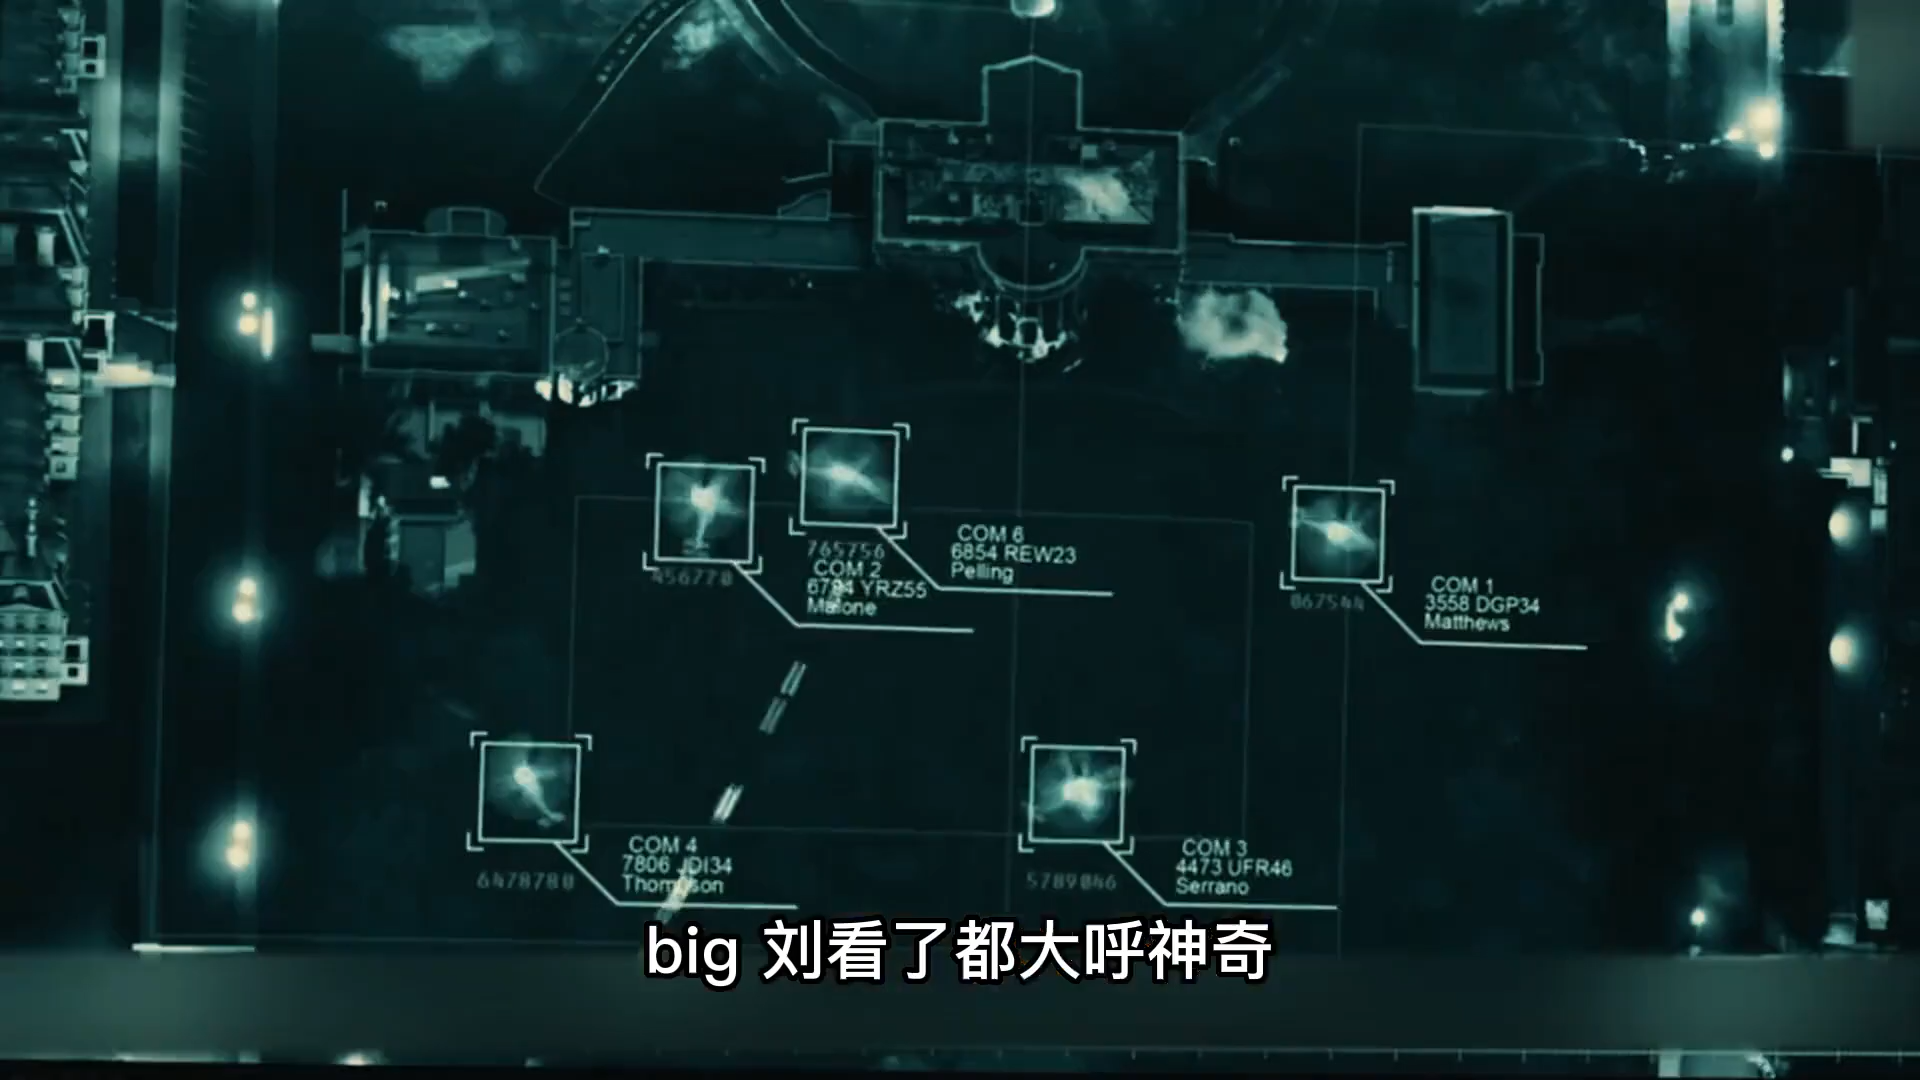 765756
COM 6
6854 REW23
Pelling
456770
COM 2
6794 YRZ55
Malone
867544
COM 1
3558 DGP34
Matthews
6478780
COM 4
7806 JDI34
Thompson
5789046
COM 3
4473 UFR46
Serrano
big 刘看了都大呼神奇